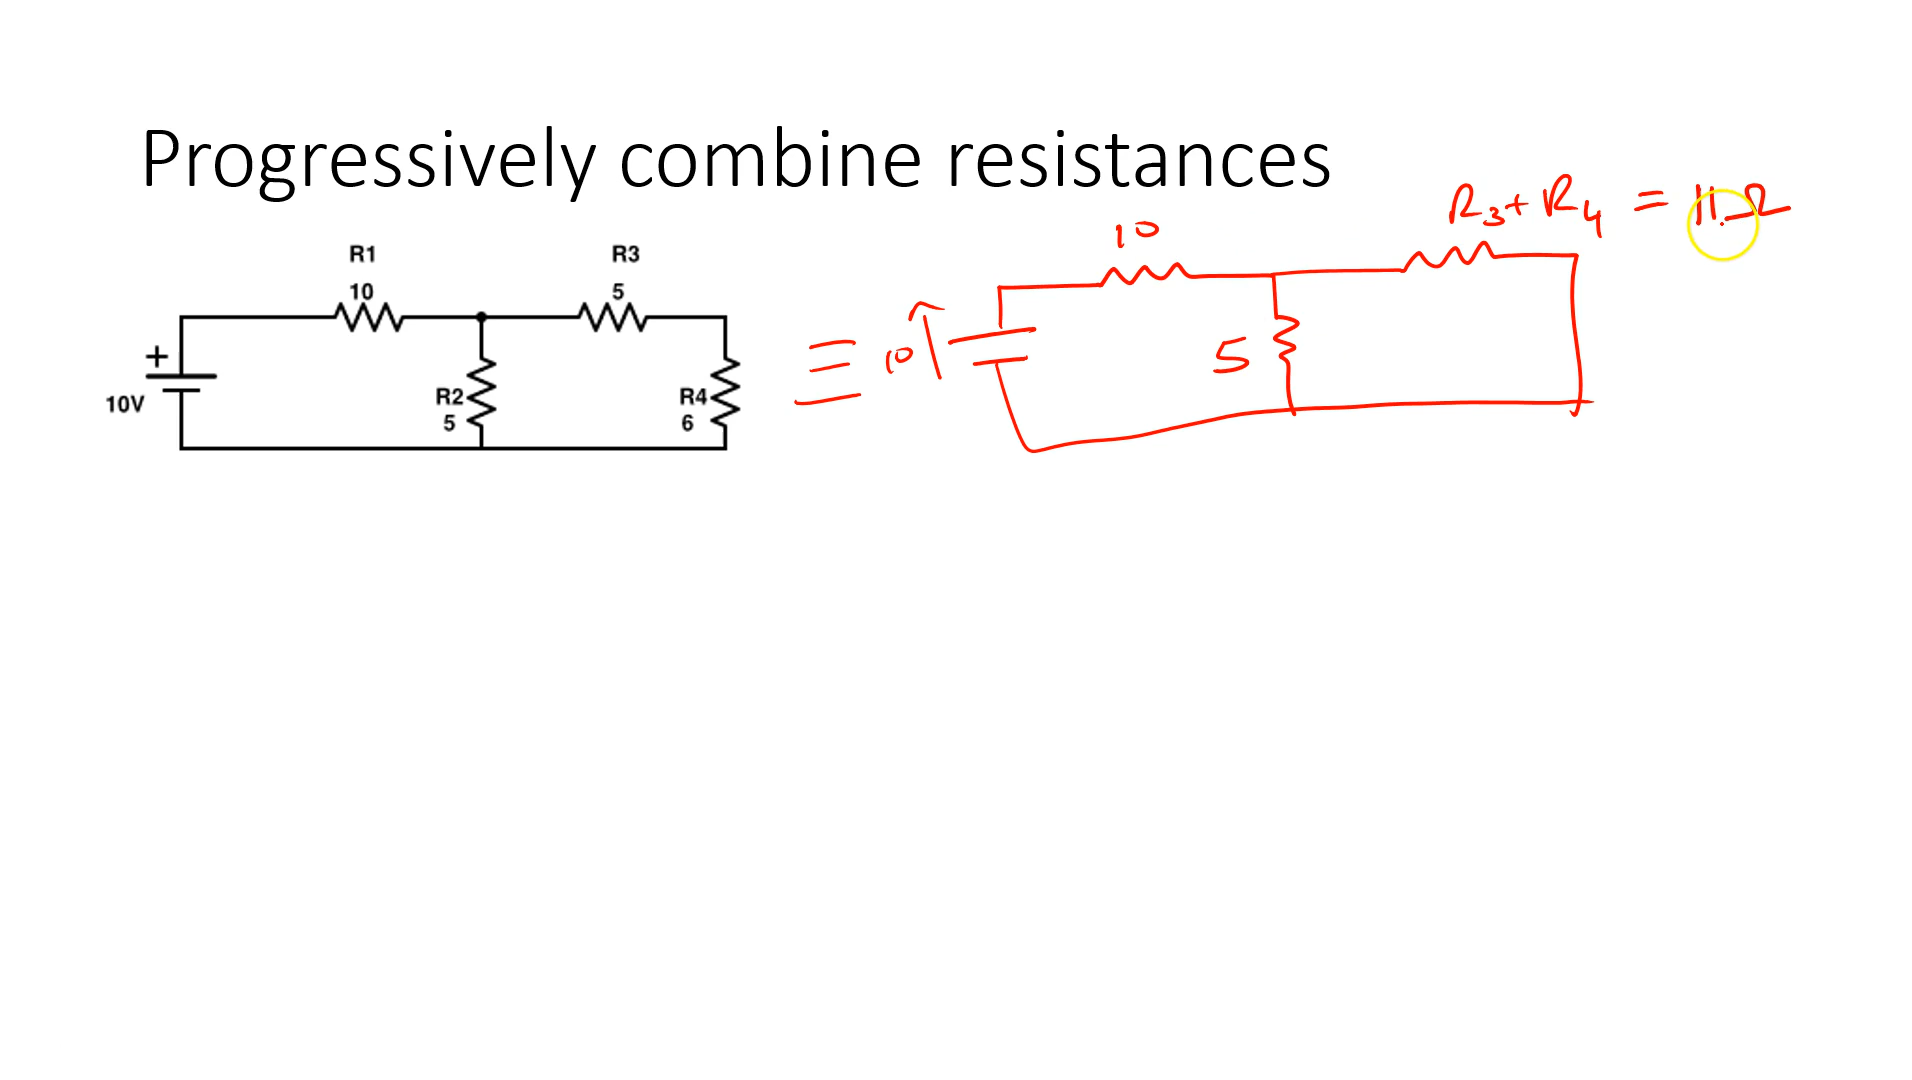 Progressively combine resistances
R3+R4 = 11Ω
10
R1
10
R3
5
+
10V
R2
5
R4
6
≡
10
5